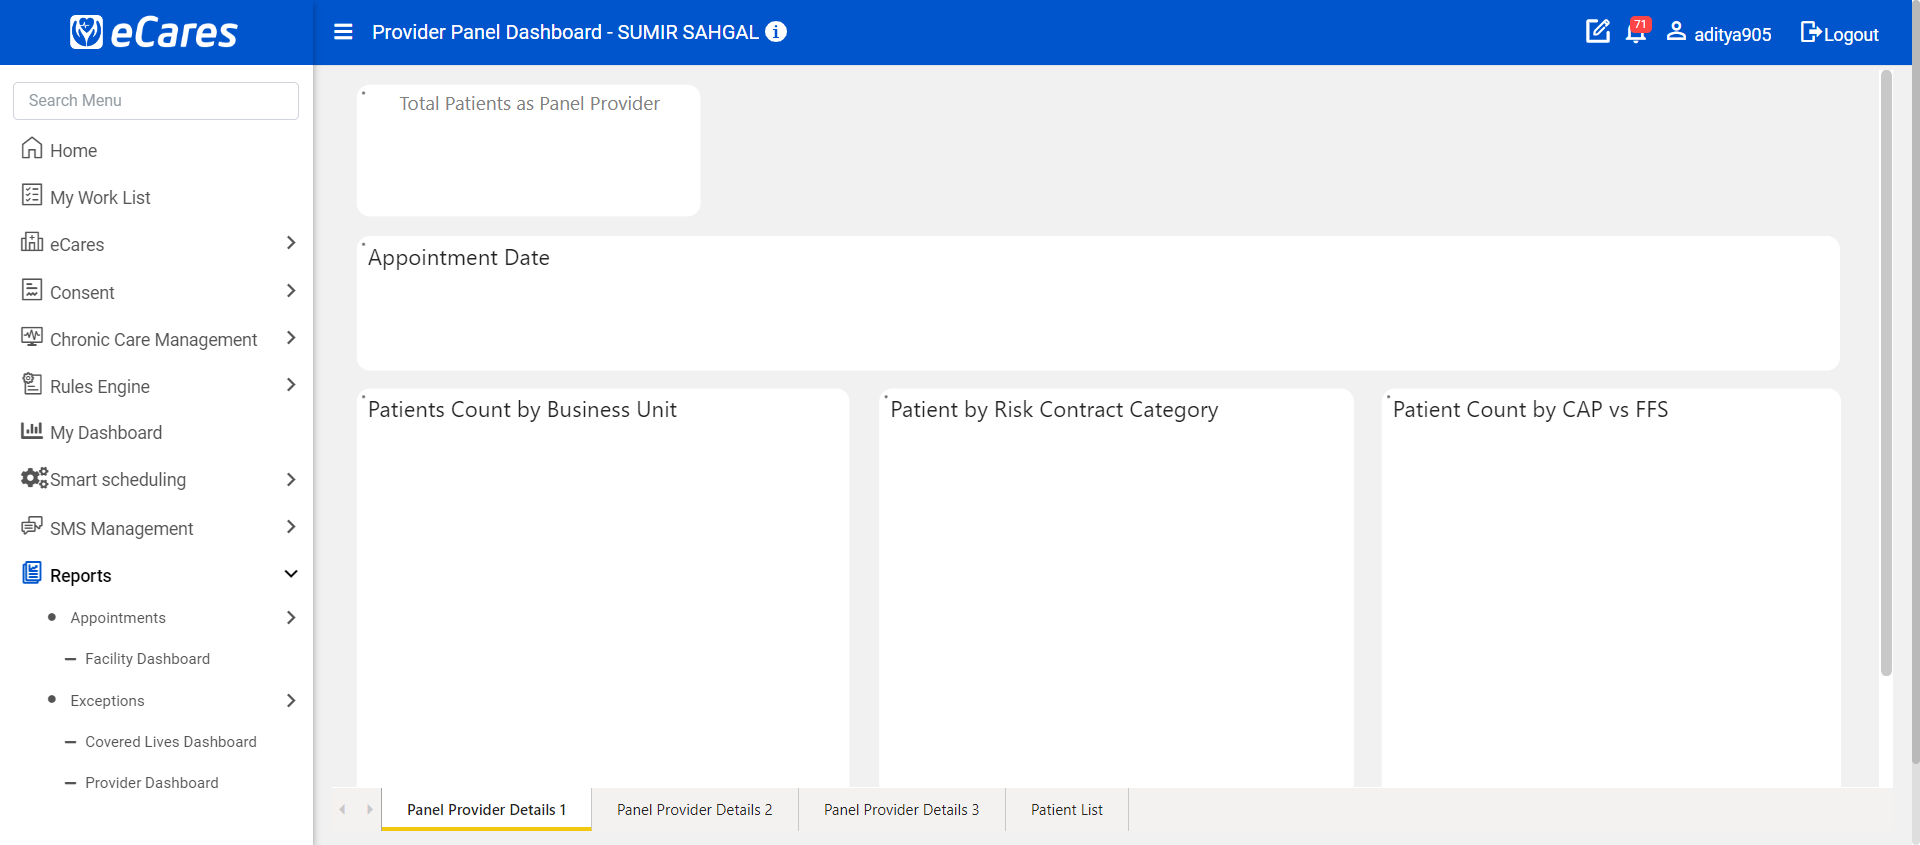 eCares
Provider Panel Dashboard - SUMIR SAHGAL
71
aditya905
Logout
Search Menu
Home
My Work List
eCares
Consent
Chronic Care Management
Rules Engine
My Dashboard
Smart scheduling
SMS Management
Reports
Appointments
Facility Dashboard
Exceptions
Covered Lives Dashboard
Provider Dashboard
Total Patients as Panel Provider
Appointment Date
Patients Count by Business Unit
Patient by Risk Contract Category
Patient Count by CAP vs FFS
Panel Provider Details 1
Panel Provider Details 2
Panel Provider Details 3
Patient List